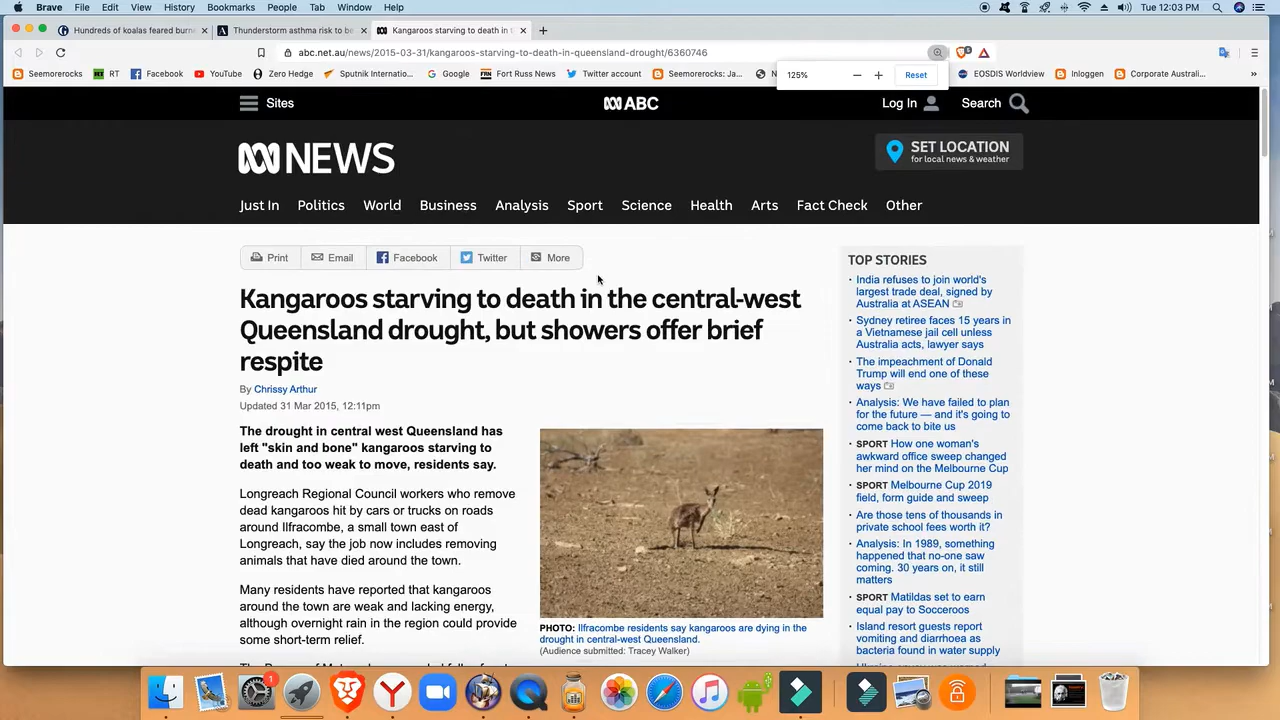 Brave File Edit View History Bookmarks People Tab Window Help Tue 12:03 PM
Hundreds of koalas feared burn Thunderstorm asthma risk to be Kangaroos starving to death in t
abc.net.au/news/2015-03-31/kangaroos-starving-to-death-in-queensland-drought/6360746
Seemorerocks RT Facebook YouTube Zero Hedge Sputnik Internatio... Google Fort Russ News Twitter account Seemorerocks: Ja... EOSDIS Worldview Inloggen Corporate Australi... »
125% Reset
Sites ABC Log In Search
NEWS
SET LOCATION
for local news & weather
Just In Politics World Business Analysis Sport Science Health Arts Fact Check Other
Print Email Facebook Twitter More
Kangaroos starving to death in the central-west
Queensland drought, but showers offer brief
respite
By Chrissy Arthur
Updated 31 Mar 2015, 12:11pm
The drought in central west Queensland has
left "skin and bone" kangaroos starving to
death and too weak to move, residents say.
Longreach Regional Council workers who remove
dead kangaroos hit by cars or trucks on roads
around Ilfracombe, a small town east of
Longreach, say the job now includes removing
animals that have died around the town.
Many residents have reported that kangaroos
around the town are weak and lacking energy,
although overnight rain in the region could provide
some short-term relief.
PHOTO: Ilfracombe residents say kangaroos are dying in the
drought in central-west Queensland.
(Audience submitted: Tracey Walker)
TOP STORIES
India refuses to join world's
largest trade deal, signed by
Australia at ASEAN
Sydney retiree faces 15 years in
a Vietnamese jail cell unless
Australia acts, lawyer says
The impeachment of Donald
Trump will end one of these
ways
Analysis: We have failed to plan
for the future — and it's going to
come back to bite us
SPORT How one woman's
awkward office sweep changed
her mind on the Melbourne Cup
SPORT Melbourne Cup 2019
field, form guide and sweep
Are those tens of thousands in
private school fees worth it?
Analysis: In 1989, something
happened that no-one saw
coming. 30 years on, it still
matters
SPORT Matildas set to earn
equal pay to Socceroos
Island resort guests report
vomiting and diarrhoea as
bacteria found in water supply